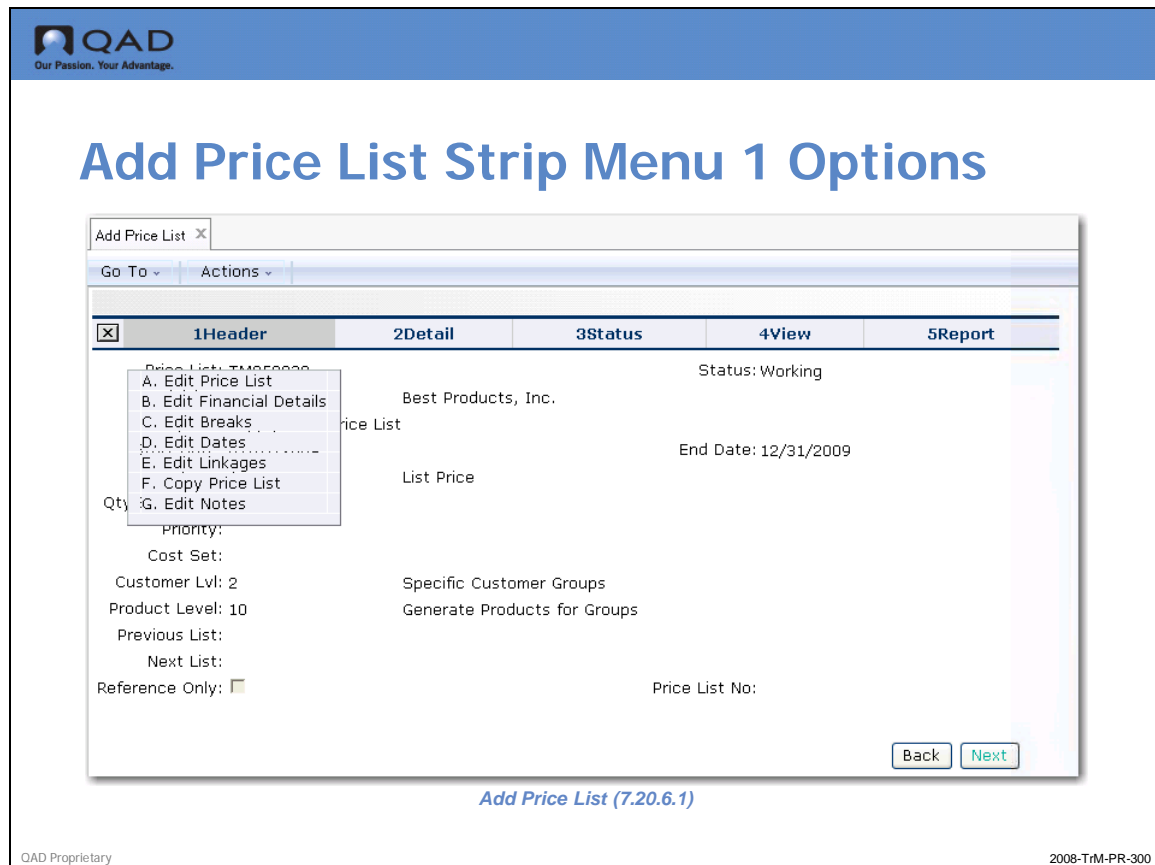 QAD
Our Passion. Your Advantage.
Add Price List Strip Menu 1 Options
Add Price List
Go To Actions
1Header 2Detail 3Status 4View 5Report
Status: Working
A. Edit Price List
B. Edit Financial Details Best Products, Inc.
C. Edit Breaks rice List
D. Edit Dates End Date: 12/31/2009
E. Edit Linkages
F. Copy Price List List Price
Qty G. Edit Notes
Priority:
Cost Set:
Customer Lvl: 2 Specific Customer Groups
Product Level: 10 Generate Products for Groups
Previous List:
Next List:
Reference Only: Price List No:
Back Next
Add Price List (7.20.6.1)
QAD Proprietary 2008-TrM-PR-300